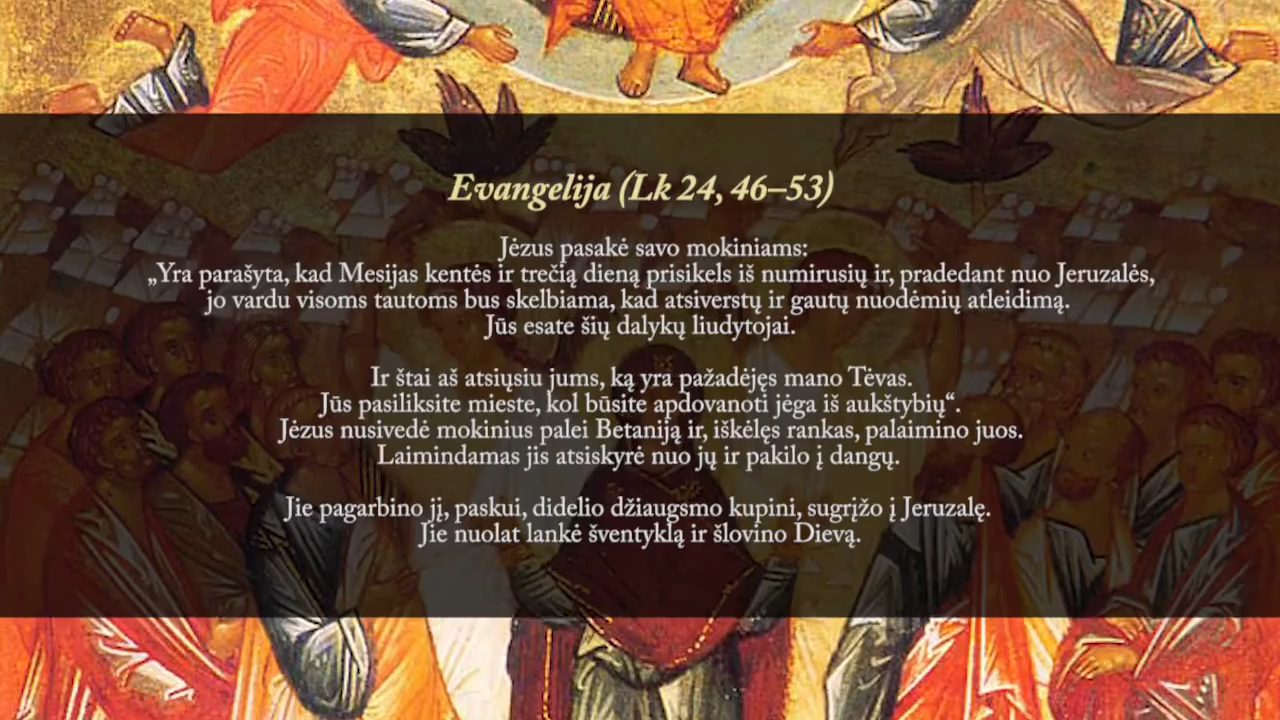 Evangelija (Lk 24, 46–53)
Jėzus pasakė savo mokiniams:
„Yra parašyta, kad Mesijas kentės ir trečią dieną prisikels iš numirusių ir, pradedant nuo Jeruzalės,
jo vardu visoms tautoms bus skelbiama, kad atsiverstų ir gautų nuodėmių atleidimą.
Jūs esate šių dalykų liudytojai.
Ir štai aš atsiųsiu jums, ką yra pažadėjęs mano Tėvas.
Jūs pasiliksite mieste, kol būsite apdovanoti jėga iš aukštybių“.
Jėzus nusivedė mokinius palei Betaniją ir, iškėlęs rankas, palaimino juos.
Laimindamas jis atsiskyrė nuo jų ir pakilo į dangų.
Jie pagarbino jį, paskui, didelio džiaugsmo kupini, sugrįžo į Jeruzalę.
Jie nuolat lankė šventyklą ir šlovino Dievą.